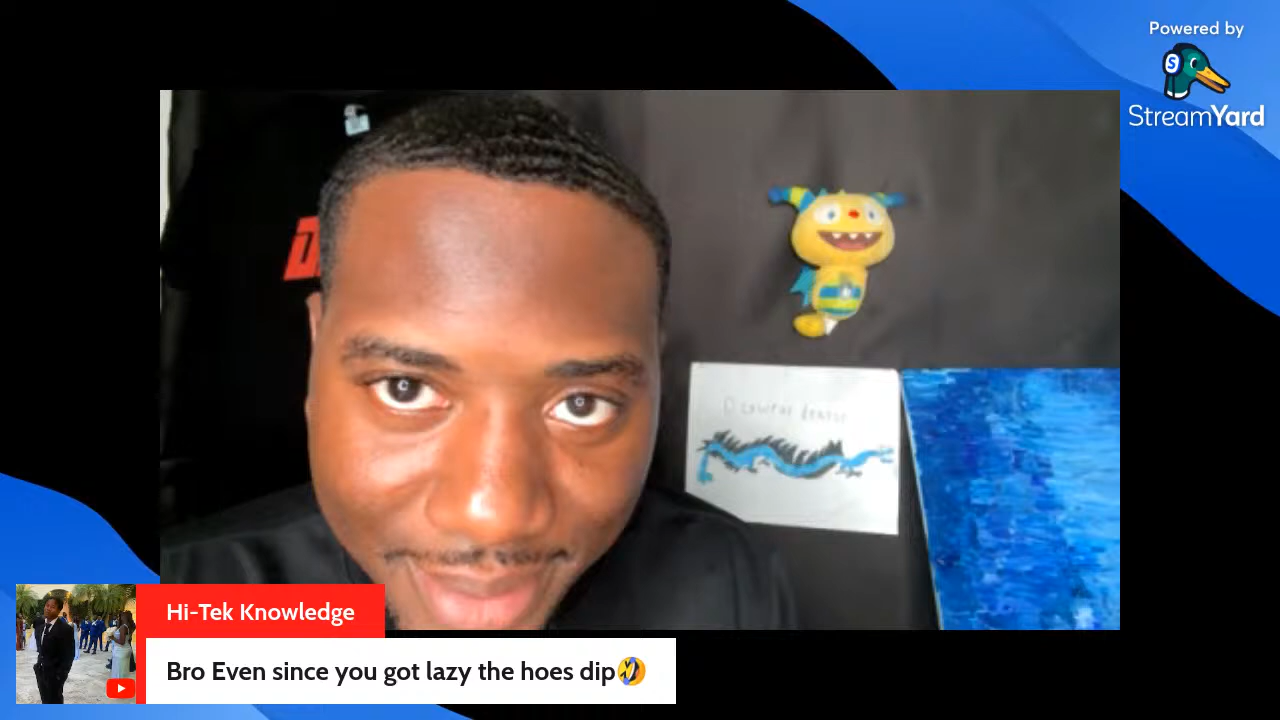 Powered by
StreamYard
Hi-Tek Knowledge
Bro Even since you got lazy the hoes dip🤣